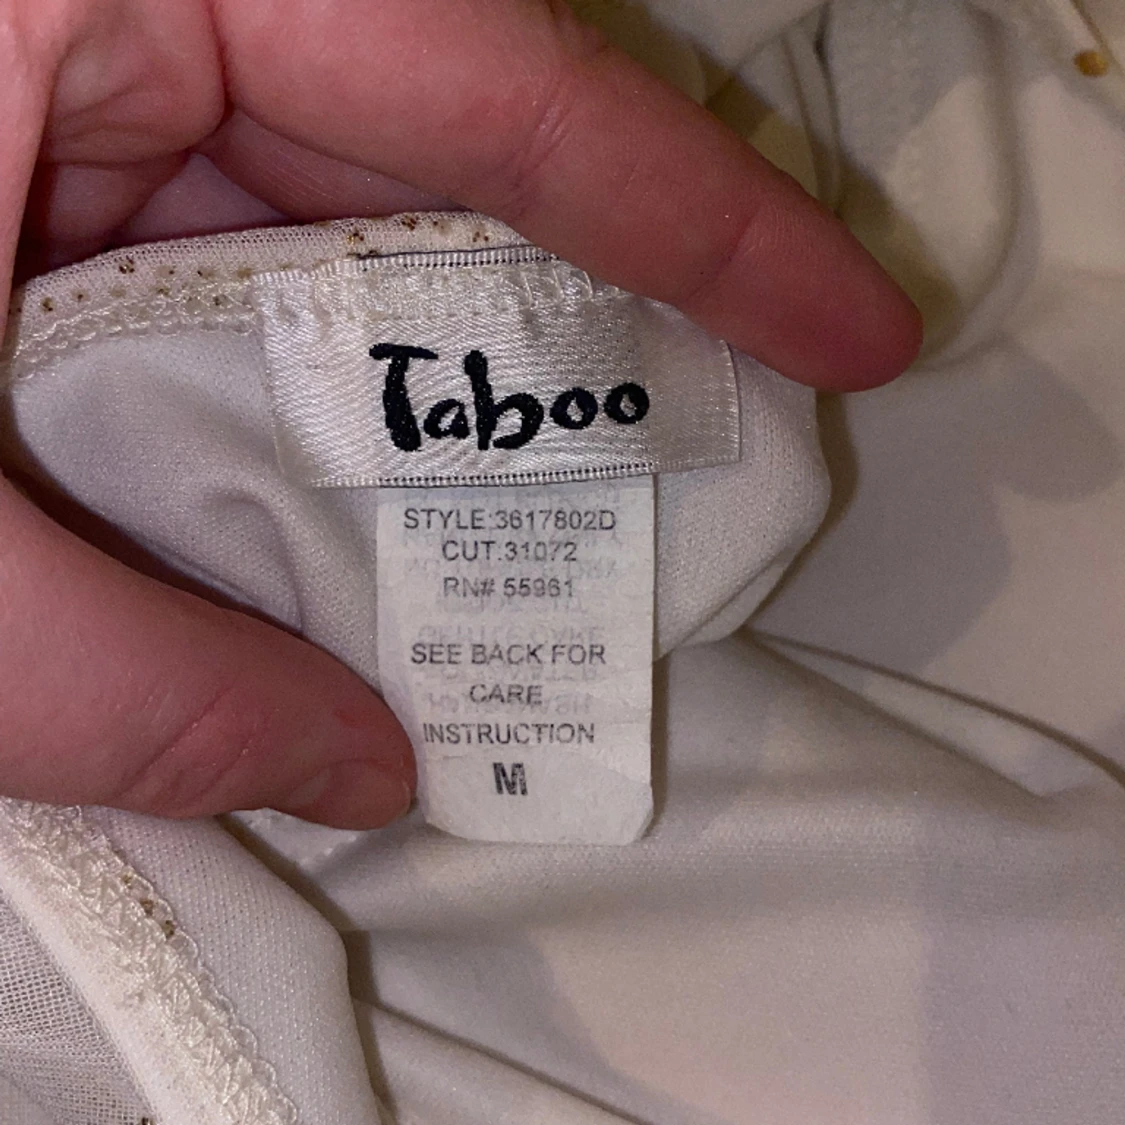 Taboo
STYLE:3617802D
CUT:31072
RN# 55961
SEE BACK FOR
CARE
INSTRUCTION
M